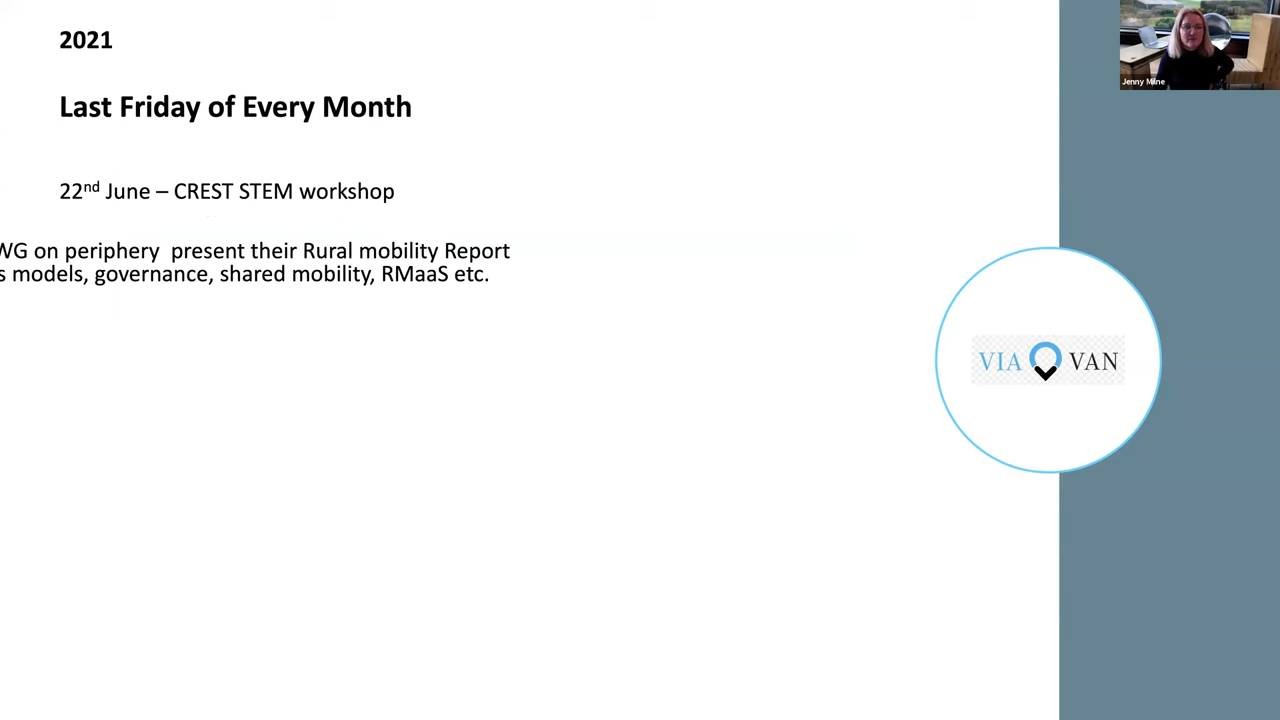 2021
Last Friday of Every Month
22nd June – CREST STEM workshop
WG on periphery present their Rural mobility Report
s models, governance, shared mobility, RMaaS etc.
VIA VAN
Jenny Milne